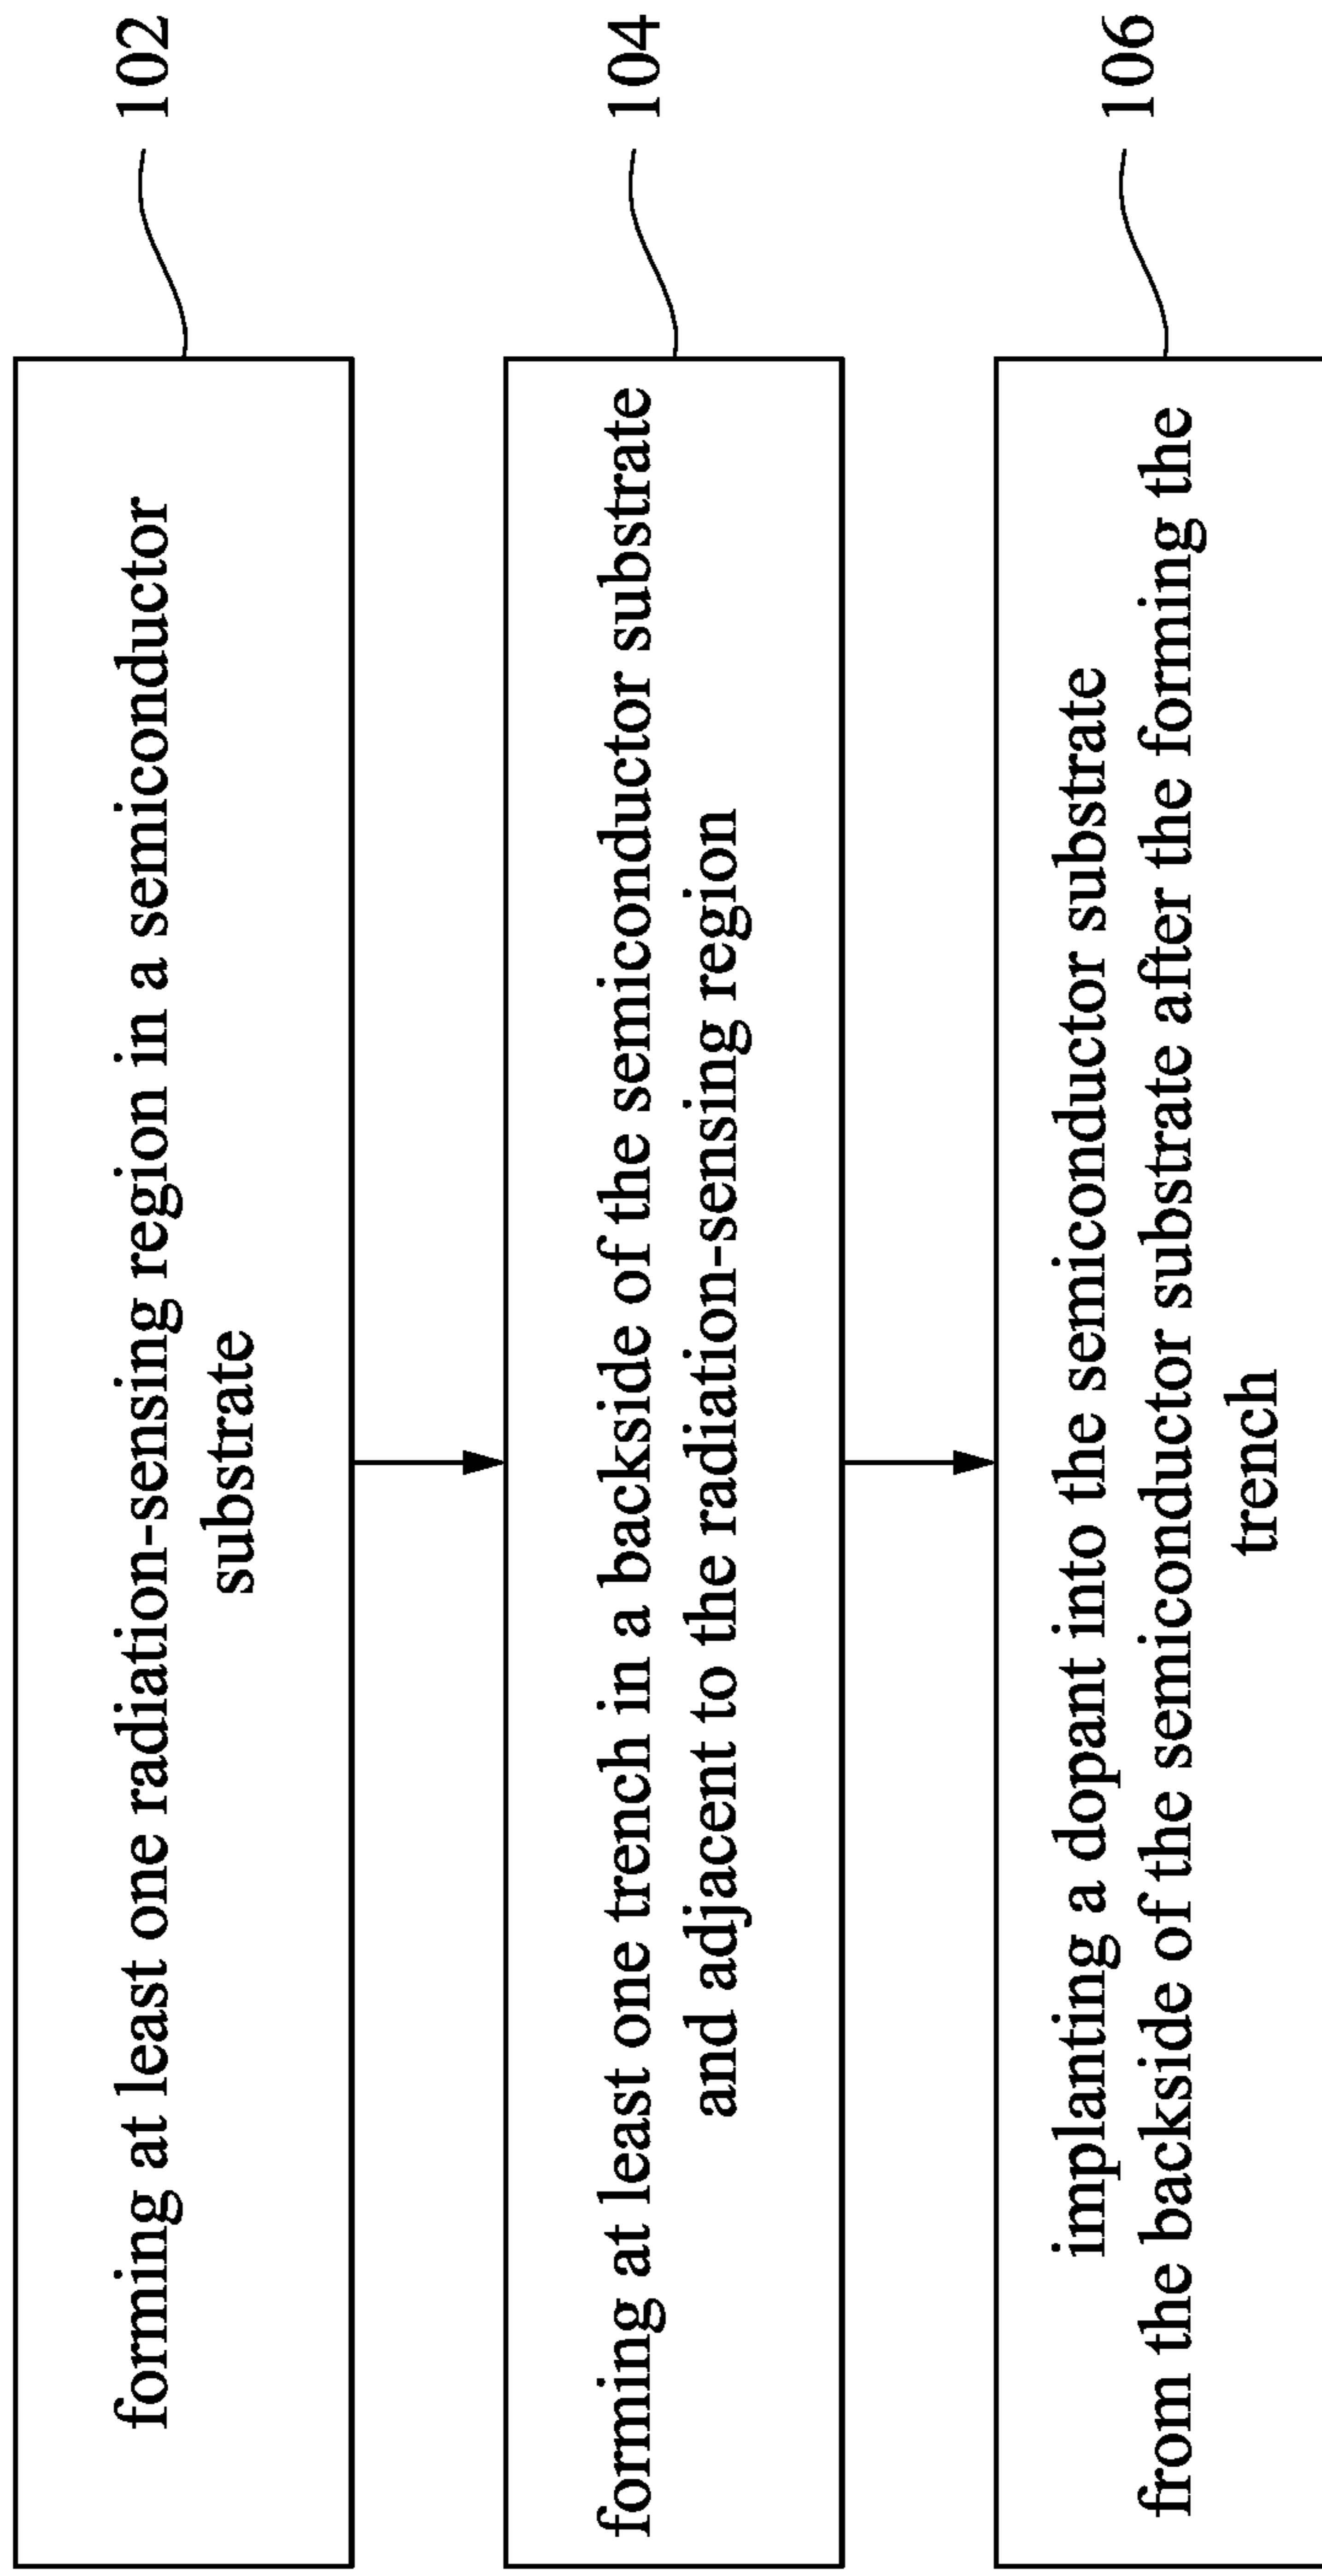 forming at least one radiation-sensing region in a semiconductor
substrate
102
forming at least one trench in a backside of the semiconductor substrate
and adjacent to the radiation-sensing region
104
implanting a dopant into the semiconductor substrate
from the backside of the semiconductor substrate after the forming the
trench
106